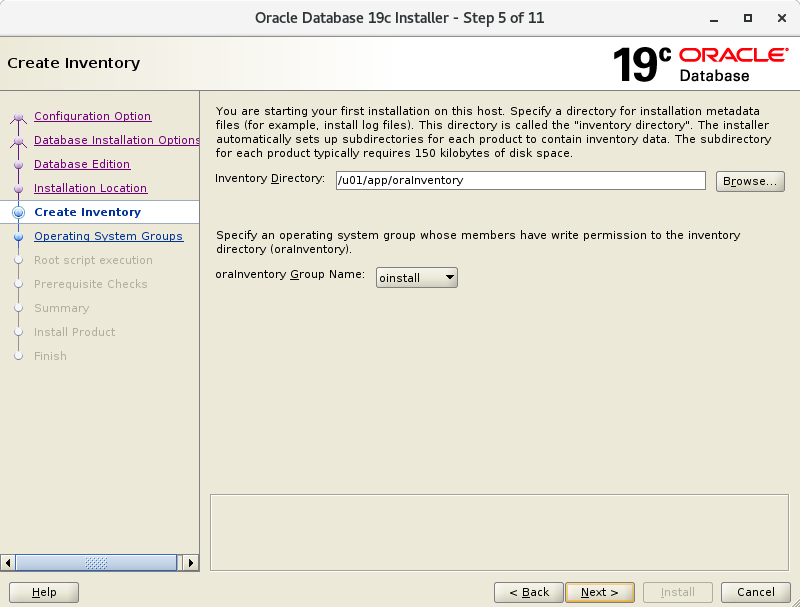 Oracle Database 19c Installer - Step 5 of 11
Create Inventory
19c ORACLE
Database
Configuration Option
Database Installation Options
Database Edition
Installation Location
Create Inventory
Operating System Groups
Root script execution
Prerequisite Checks
Summary
Install Product
Finish
You are starting your first installation on this host. Specify a directory for installation metadata
files (for example, install log files). This directory is called the "inventory directory". The installer
automatically sets up subdirectories for each product to contain inventory data. The subdirectory
for each product typically requires 150 kilobytes of disk space.
Inventory Directory: /u01/app/oraInventory Browse...
Specify an operating system group whose members have write permission to the inventory
directory (oraInventory).
oraInventory Group Name: oinstall
Help < Back Next > Install Cancel